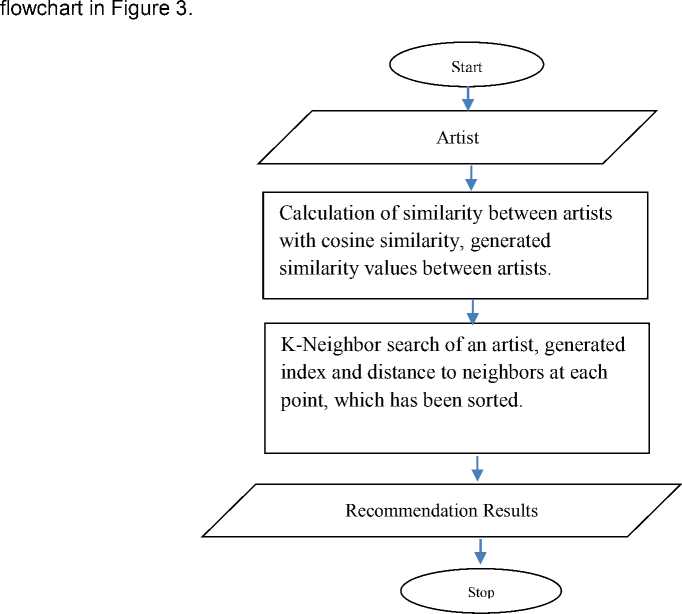 flowchart in Figure 3.
Start
Artist
Calculation of similarity between artists
with cosine similarity, generated
similarity values between artists.
K-Neighbor search of an artist, generated
index and distance to neighbors at each
point, which has been sorted.
Recommendation Results
Stop